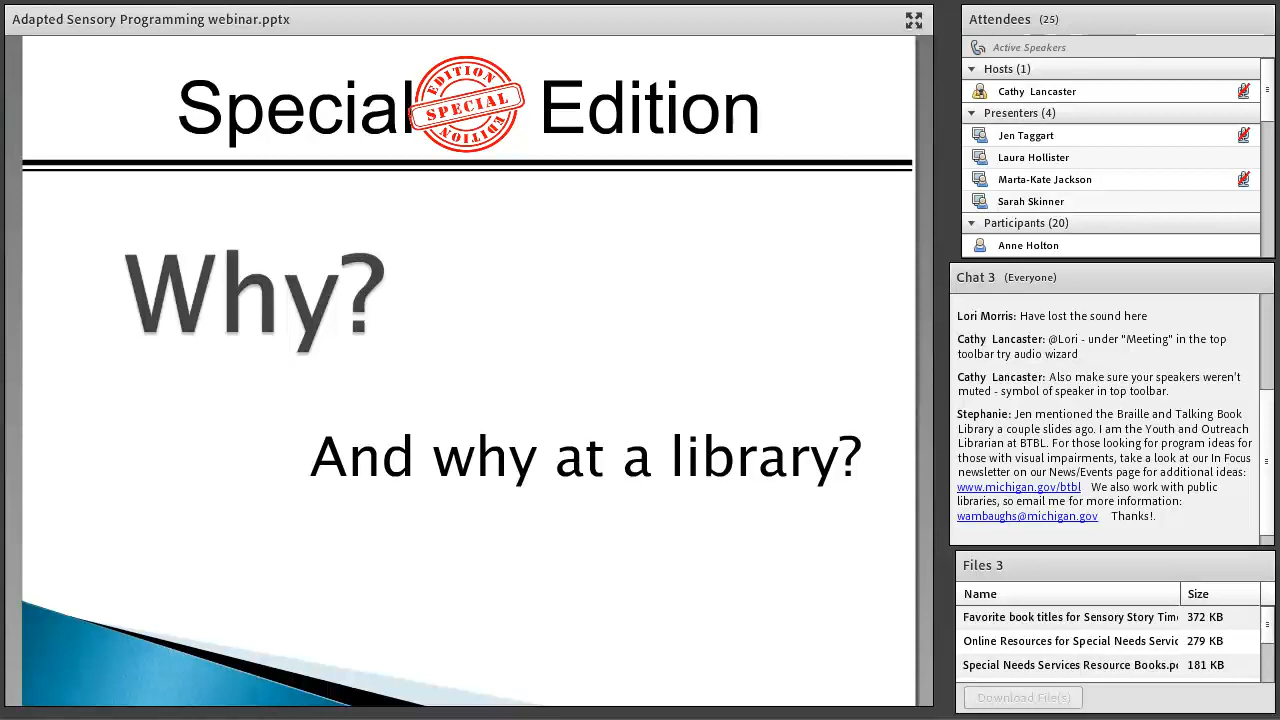 Adapted Sensory Programming webinar.pptx
Special Edition
EDITION
SPECIAL
EDITION
Why?
And why at a library?
Attendees (25)
Active Speakers
Hosts (1)
Cathy Lancaster
Presenters (4)
Jen Taggart
Laura Hollister
Marta-Kate Jackson
Sarah Skinner
Participants (20)
Anne Holton
Chat 3 (Everyone)
Lori Morris: Have lost the sound here
Cathy Lancaster: @Lori - under "Meeting" in the top
toolbar try audio wizard
Cathy Lancaster: Also make sure your speakers weren't
muted - symbol of speaker in top toolbar.
Stephanie: Jen mentioned the Braille and Talking Book
Library a couple slides ago. I am the Youth and Outreach
Librarian at BTBL. For those looking for program ideas for
those with visual impairments, take a look at our In Focus
newsletter on our News/Events page for additional ideas:
www.michigan.gov/btbl We also work with public
libraries, so email me for more information:
wambaughs@michigan.gov Thanks!.
Files 3
Name Size
Favorite book titles for Sensory Story Tim 372 KB
Online Resources for Special Needs Servic 279 KB
Special Needs Services Resource Books.p 181 KB
Download File(s)